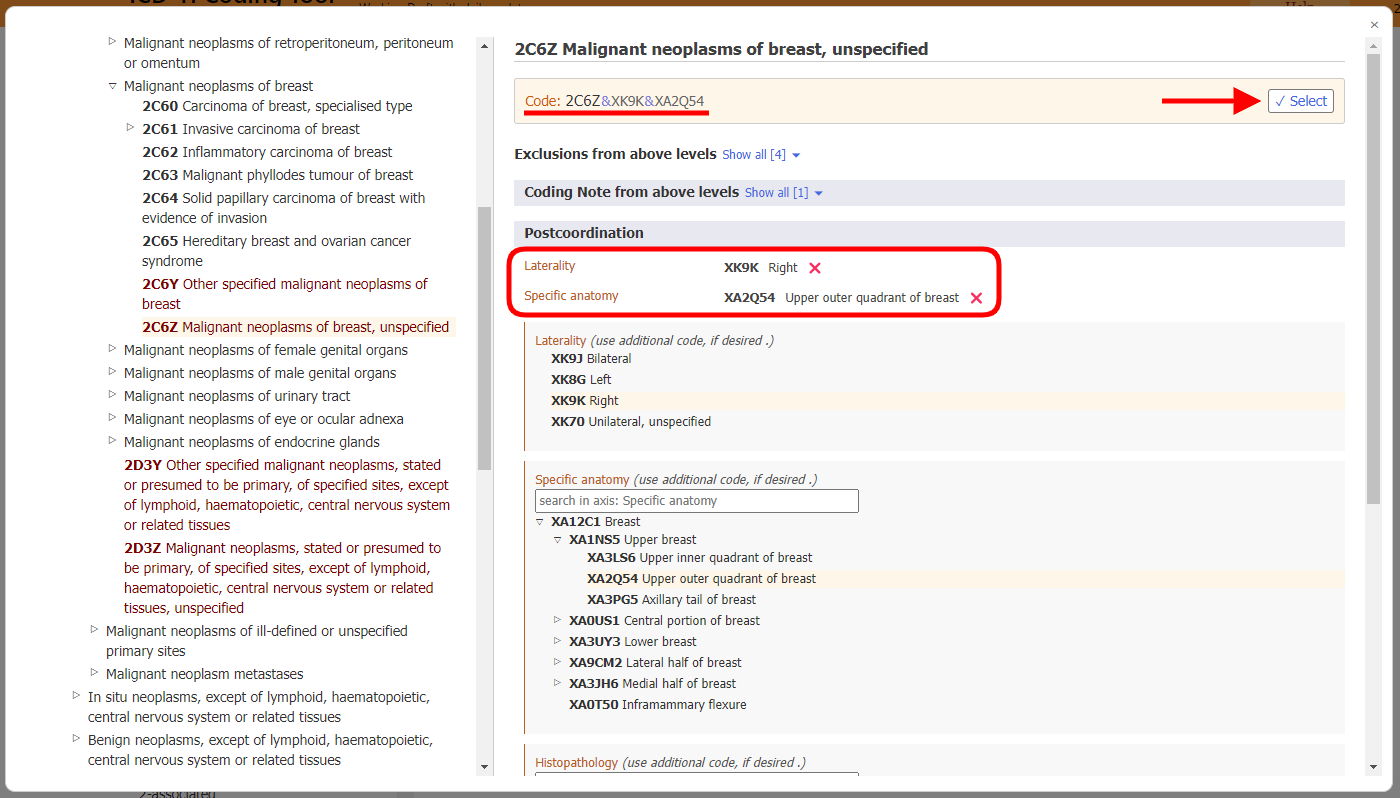 ICD-11 Coding Tool
Help
×
Malignant neoplasms of retroperitoneum, peritoneum
or omentum
Malignant neoplasms of breast
2C60 Carcinoma of breast, specialised type
2C61 Invasive carcinoma of breast
2C62 Inflammatory carcinoma of breast
2C63 Malignant phyllodes tumour of breast
2C64 Solid papillary carcinoma of breast with
evidence of invasion
2C65 Hereditary breast and ovarian cancer
syndrome
2C6Y Other specified malignant neoplasms of
breast
2C6Z Malignant neoplasms of breast, unspecified
Malignant neoplasms of female genital organs
Malignant neoplasms of male genital organs
Malignant neoplasms of urinary tract
Malignant neoplasms of eye or ocular adnexa
Malignant neoplasms of endocrine glands
2D3Y Other specified malignant neoplasms, stated
or presumed to be primary, of specified sites, except
of lymphoid, haematopoietic, central nervous system
or related tissues
2D3Z Malignant neoplasms, stated or presumed to
be primary, of specified sites, except of lymphoid,
haematopoietic, central nervous system or related
tissues, unspecified
Malignant neoplasms of ill-defined or unspecified
primary sites
Malignant neoplasm metastases
In situ neoplasms, except of lymphoid, haematopoietic,
central nervous system or related tissues
Benign neoplasms, except of lymphoid, haematopoietic,
central nervous system or related tissues
2-associated
2C6Z Malignant neoplasms of breast, unspecified
Code: 2C6Z&XK9K&XA2Q54
✓ Select
Exclusions from above levels Show all [4]
Coding Note from above levels Show all [1]
Postcoordination
Laterality XK9K Right
Specific anatomy XA2Q54 Upper outer quadrant of breast
Laterality (use additional code, if desired .)
XK9J Bilateral
XK8G Left
XK9K Right
XK70 Unilateral, unspecified
Specific anatomy (use additional code, if desired .)
search in axis: Specific anatomy
XA12C1 Breast
XA1NS5 Upper breast
XA3LS6 Upper inner quadrant of breast
XA2Q54 Upper outer quadrant of breast
XA3PG5 Axillary tail of breast
XA0US1 Central portion of breast
XA3UY3 Lower breast
XA9CM2 Lateral half of breast
XA3JH6 Medial half of breast
XA0T50 Inframammary flexure
Histopathology (use additional code, if desired .)